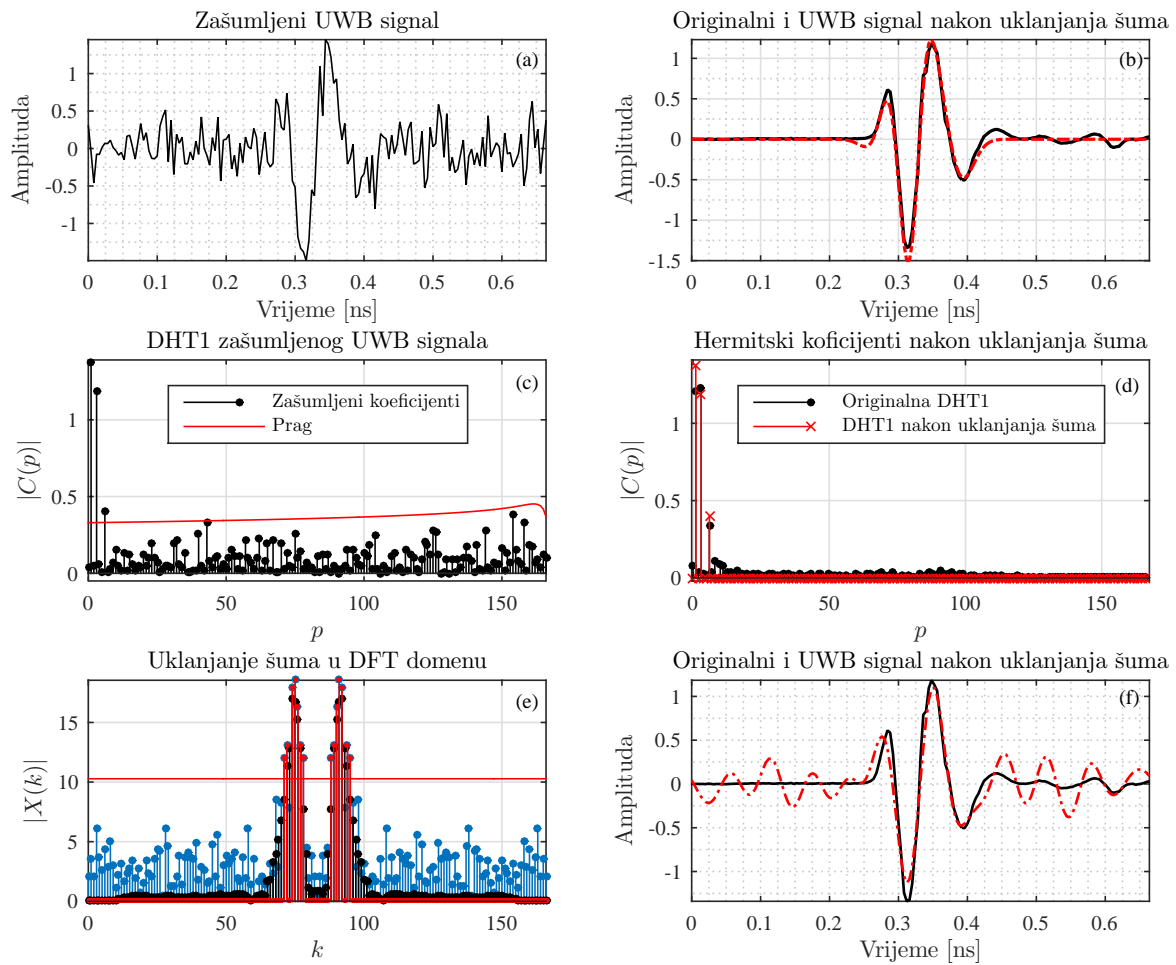 Zašumljeni UWB signal
(a)
Amplituda
1
0.5
0
-0.5
-1
0 0.1 0.2 0.3 0.4 0.5 0.6
Vrijeme [ns]
Originalni i UWB signal nakon uklanjanja šuma
(b)
Amplituda
1
0.5
0
-0.5
-1
-1.5
0 0.1 0.2 0.3 0.4 0.5 0.6
Vrijeme [ns]
DHT1 zašumljenog UWB signala
(c)
Zašumljeni koeficijenti
Prag
|C(p)|
1
0.5
0
0 50 100 150
p
Hermitski koficijenti nakon uklanjanja šuma
(d)
Originalna DHT1
DHT1 nakon uklanjanja šuma
|C(p)|
1
0.5
0
0 50 100 150
p
Uklanjanje šuma u DFT domenu
(e)
|X(k)|
15
10
5
0
0 50 100 150
k
Originalni i UWB signal nakon uklanjanja šuma
(f)
Amplituda
1
0.5
0
-0.5
-1
0 0.1 0.2 0.3 0.4 0.5 0.6
Vrijeme [ns]